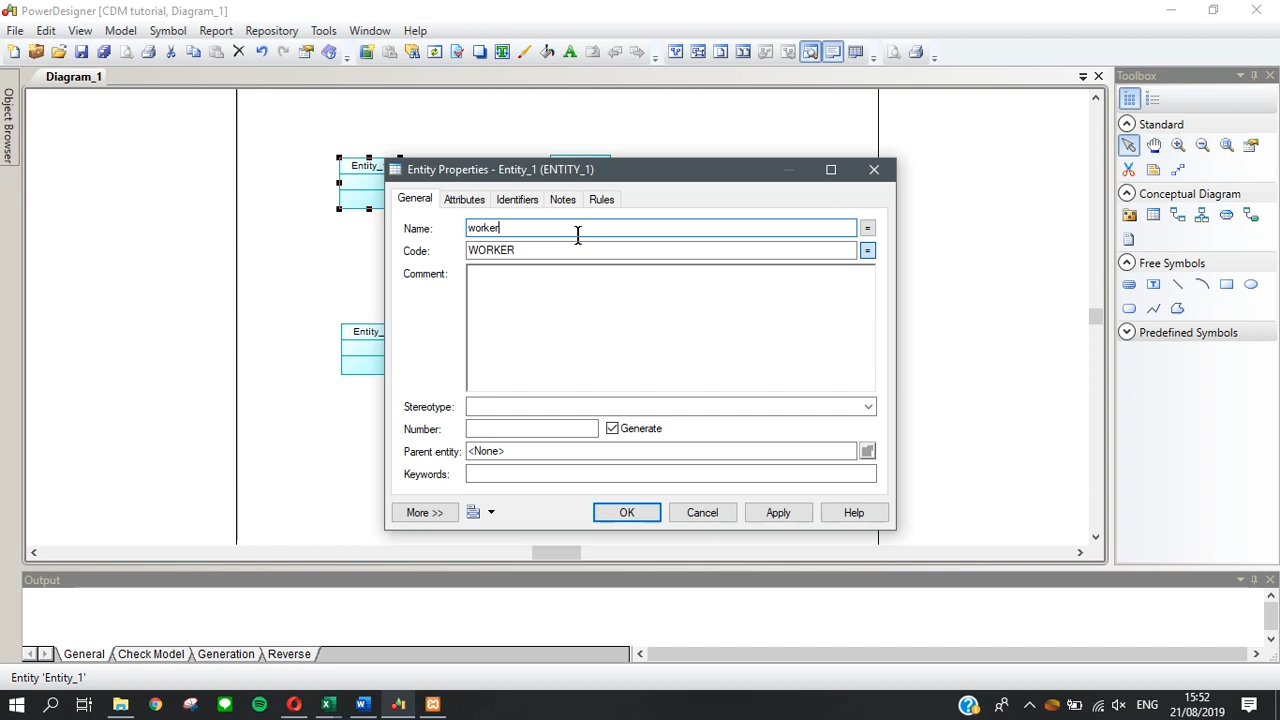 PowerDesigner - [CDM tutorial, Diagram_1]
File Edit View Model Symbol Report Repository Tools Window Help
Object Browser
Diagram_1
Toolbox
Standard
Conceptual Diagram
Free Symbols
Predefined Symbols
Entity_
Entity_
Entity Properties - Entity_1 (ENTITY_1)
General Attributes Identifiers Notes Rules
Name: worker =
Code: WORKER =
Comment:
Stereotype:
Number: Generate
Parent entity: <None>
Keywords:
More >> OK Cancel Apply Help
Output
General Check Model Generation Reverse
Entity 'Entity_1'
ENG 15:52
21/08/2019